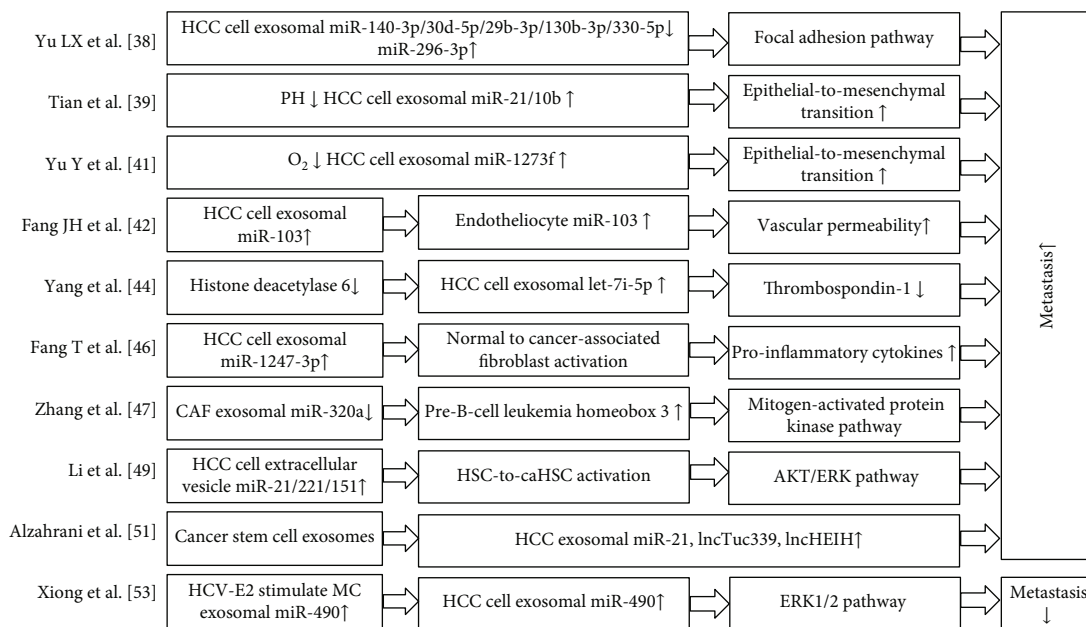 Yu LX et al. [38]
HCC cell exosomal miR-140-3p/30d-5p/29b-3p/130b-3p/330-5p↓
miR-296-3p↑
Focal adhesion pathway
Tian et al. [39]
PH ↓ HCC cell exosomal miR-21/10b ↑
Epithelial-to-mesenchymal
transition ↑
Yu Y et al. [41]
O₂ ↓ HCC cell exosomal miR-1273f ↑
Epithelial-to-mesenchymal
transition ↑
Fang JH et al. [42]
HCC cell exosomal
miR-103↑
Endotheliocyte miR-103 ↑
Vascular permeability↑
Yang et al. [44]
Histone deacetylase 6↓
HCC cell exosomal let-7i-5p ↑
Thrombospondin-1 ↓
Fang T et al. [46]
HCC cell exosomal
miR-1247-3p↑
Normal to cancer-associated
fibroblast activation
Pro-inflammatory cytokines ↑
Zhang et al. [47]
CAF exosomal miR-320a↓
Pre-B-cell leukemia homeobox 3 ↑
Mitogen-activated protein
kinase pathway
Li et al. [49]
HCC cell extracellular
vesicle miR-21/221/151↑
HSC-to-caHSC activation
AKT/ERK pathway
Alzahrani et al. [51]
Cancer stem cell exosomes
HCC exosomal miR-21, lncTuc339, lncHEIH↑
Metastasis↑
Xiong et al. [53]
HCV-E2 stimulate MC
exosomal miR-490↑
HCC cell exosomal miR-490↑
ERK1/2 pathway
Metastasis
↓